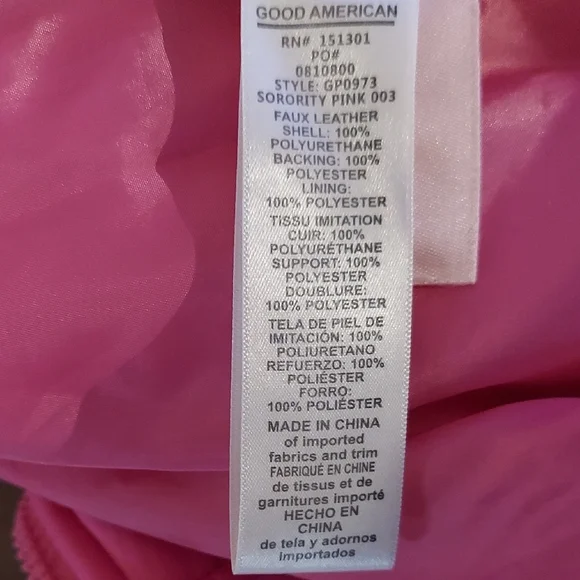 GOOD AMERICAN
RN# 151301
PO#
0810800
STYLE: GP0973
SORORITY PINK 003
FAUX LEATHER
SHELL: 100%
POLYURETHANE
BACKING: 100%
POLYESTER
LINING:
100% POLYESTER
TISSU IMITATION
CUIR: 100%
POLYURÉTHANE
SUPPORT: 100%
POLYESTER
DOUBLURE:
100% POLYESTER
TELA DE PIEL DE
IMITACIÓN: 100%
POLIURETANO
REFUERZO: 100%
POLIÉSTER
FORRO:
100% POLIÉSTER
MADE IN CHINA
of imported
fabrics and trim
FABRIQUÉ EN CHINE
de tissus et de
garnitures importé
HECHO EN
CHINA
de tela y adornos
importados